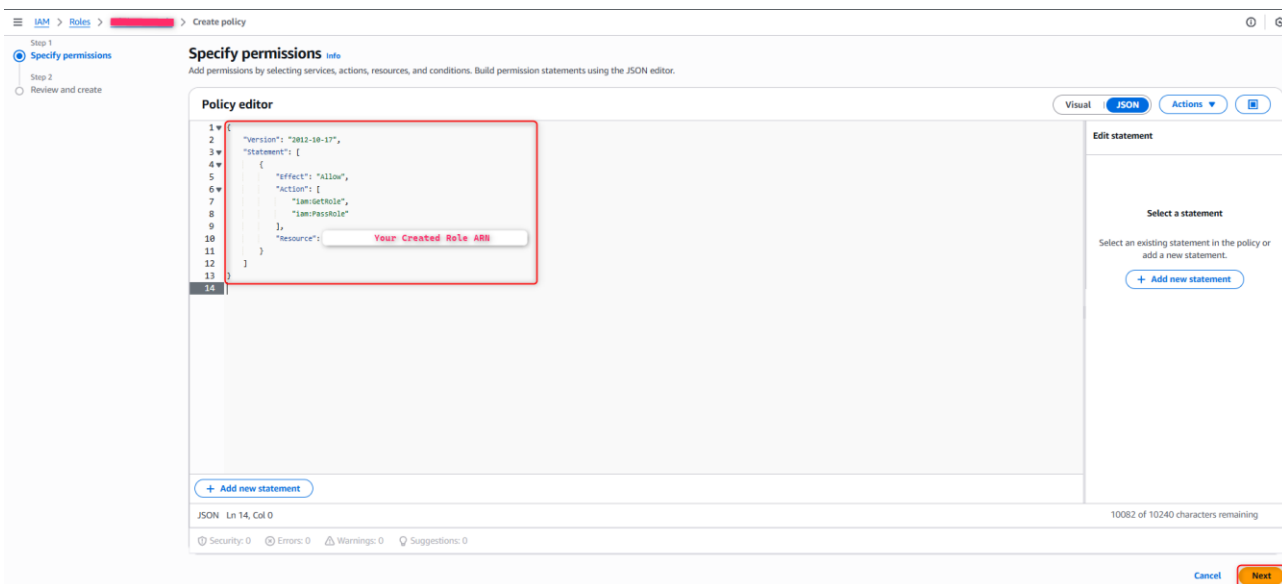 IAM > Roles > > Create policy
Step 1
Specify permissions
Step 2
Review and create
Specify permissions Info
Add permissions by selecting services, actions, resources, and conditions. Build permission statements using the JSON editor.
Policy editor
Visual JSON Actions
1 {
2 "Version": "2012-10-17",
3 "Statement": [
4 {
5 "Effect": "Allow",
6 "Action": [
7 "iam:GetRole",
8 "iam:PassRole"
9 ],
10 "Resource": Your Created Role ARN
11 }
12 ]
13 }
14
Edit statement
Select a statement
Select an existing statement in the policy or
add a new statement.
+ Add new statement
+ Add new statement
JSON Ln 14, Col 0
10082 of 10240 characters remaining
Security: 0 Errors: 0 Warnings: 0 Suggestions: 0
Cancel Next